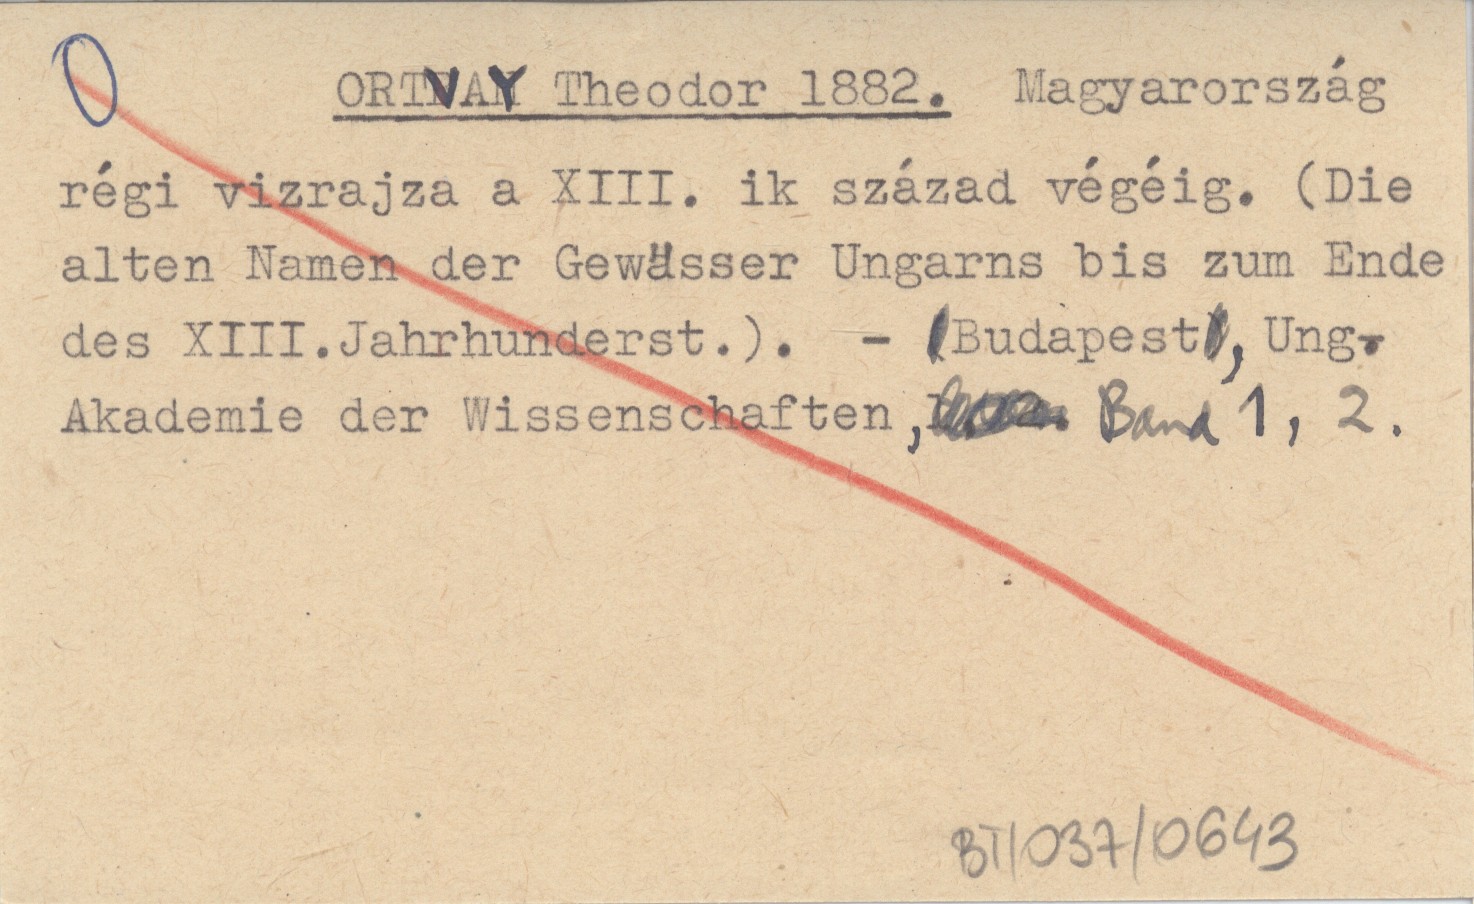 ORTVAY Theodor 1882. Magyarország
régi vizrajza a XIII. ik század végéig. (Die
alten Namen der Gewässer Ungarns bis zum Ende
des XIII.Jahrhunderst.). - (Budapest), Ung.
Akademie der Wissenschaften, Band 1, 2.
BT/037/0643